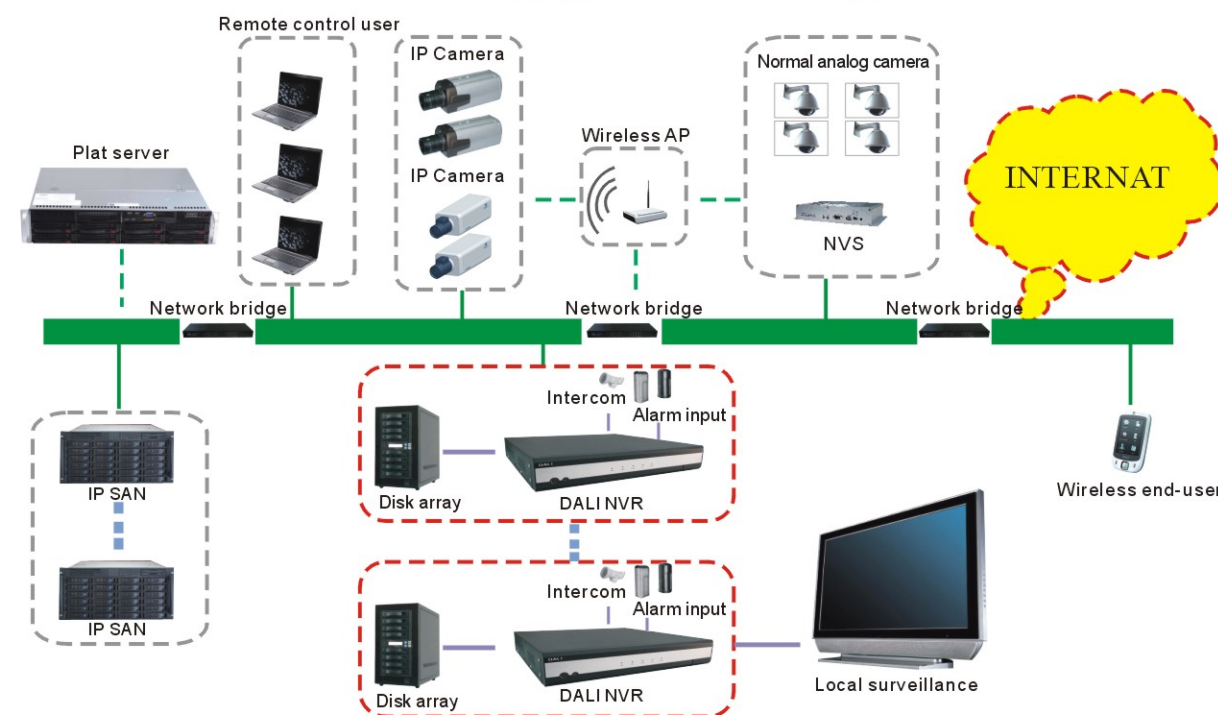 Remote control user
IP Camera
Normal analog camera
Wireless AP
Plat server
IP Camera
INTERNAT
NVS
Network bridge
Network bridge
Network bridge
Intercom
Alarm input
IP SAN
Disk array
DALI NVR
Wireless end-user
Intercom
Alarm input
IP SAN
Local surveillance
Disk array
DALI NVR